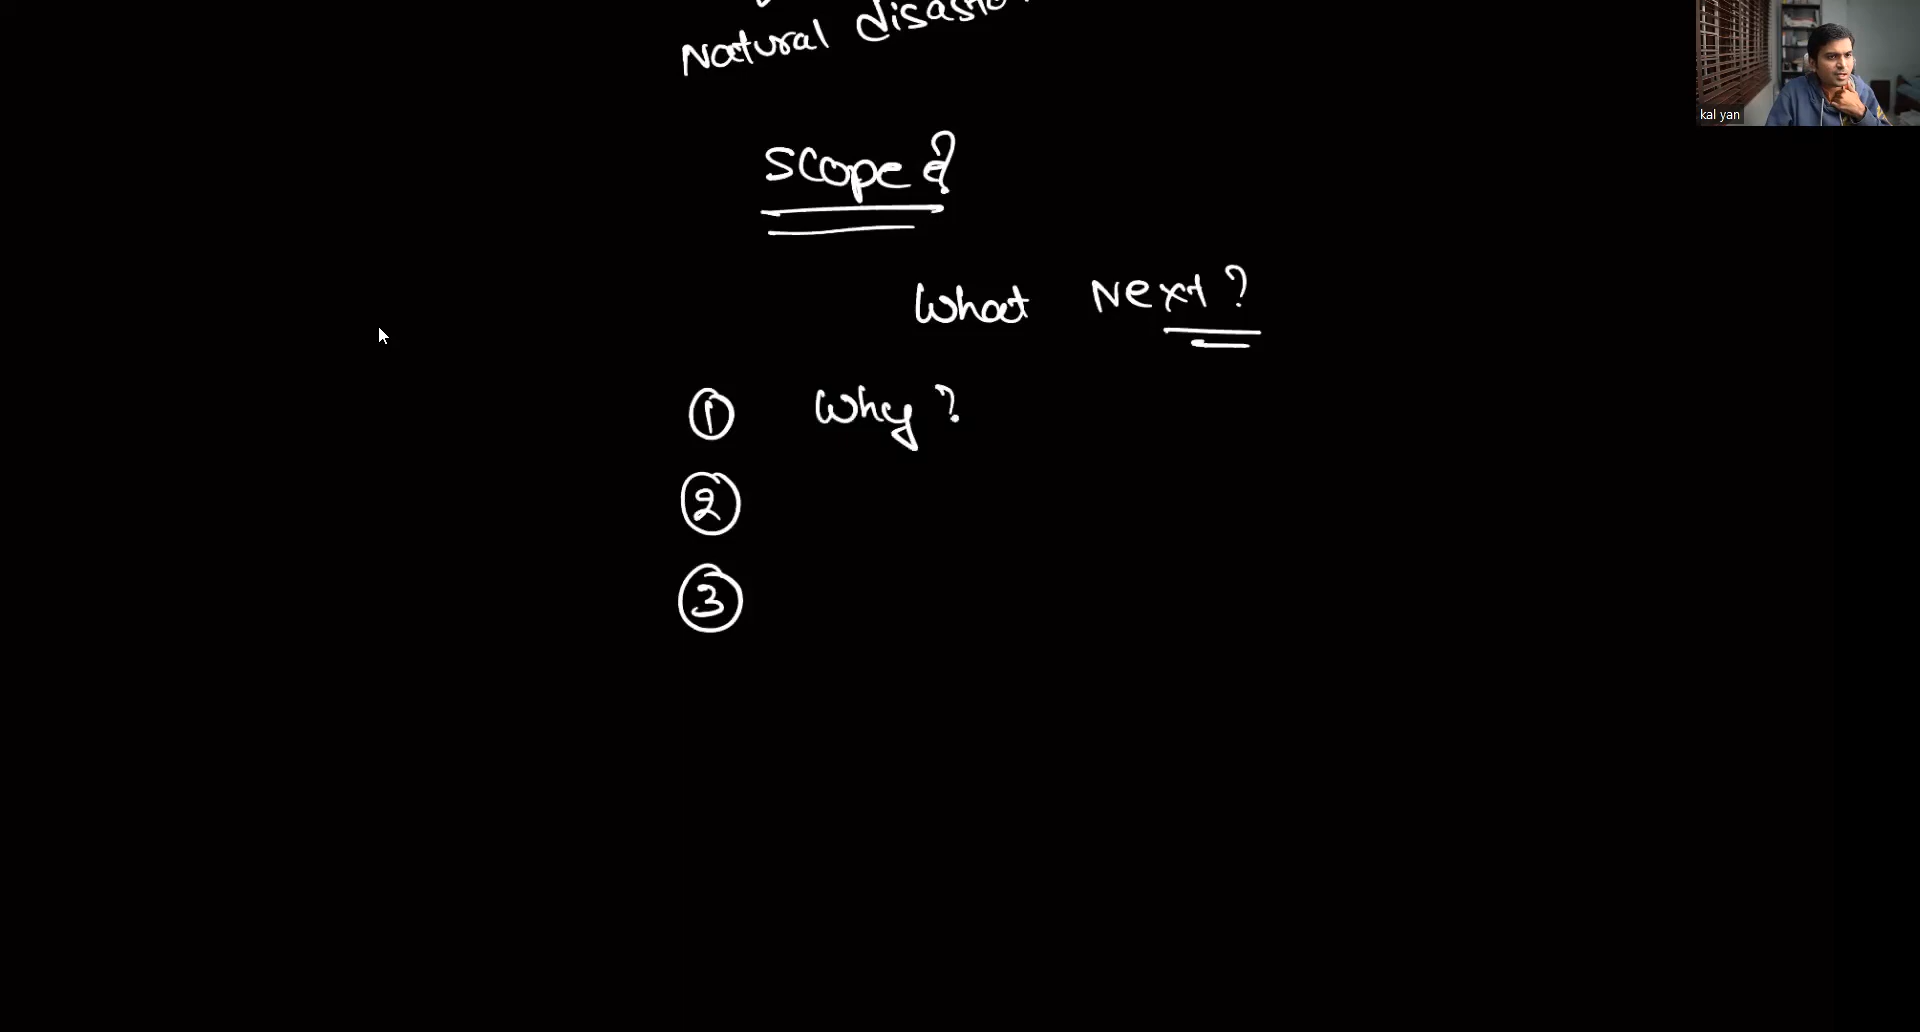 Natural
kal yan
Scope?
What Next?
① Why?
②
③